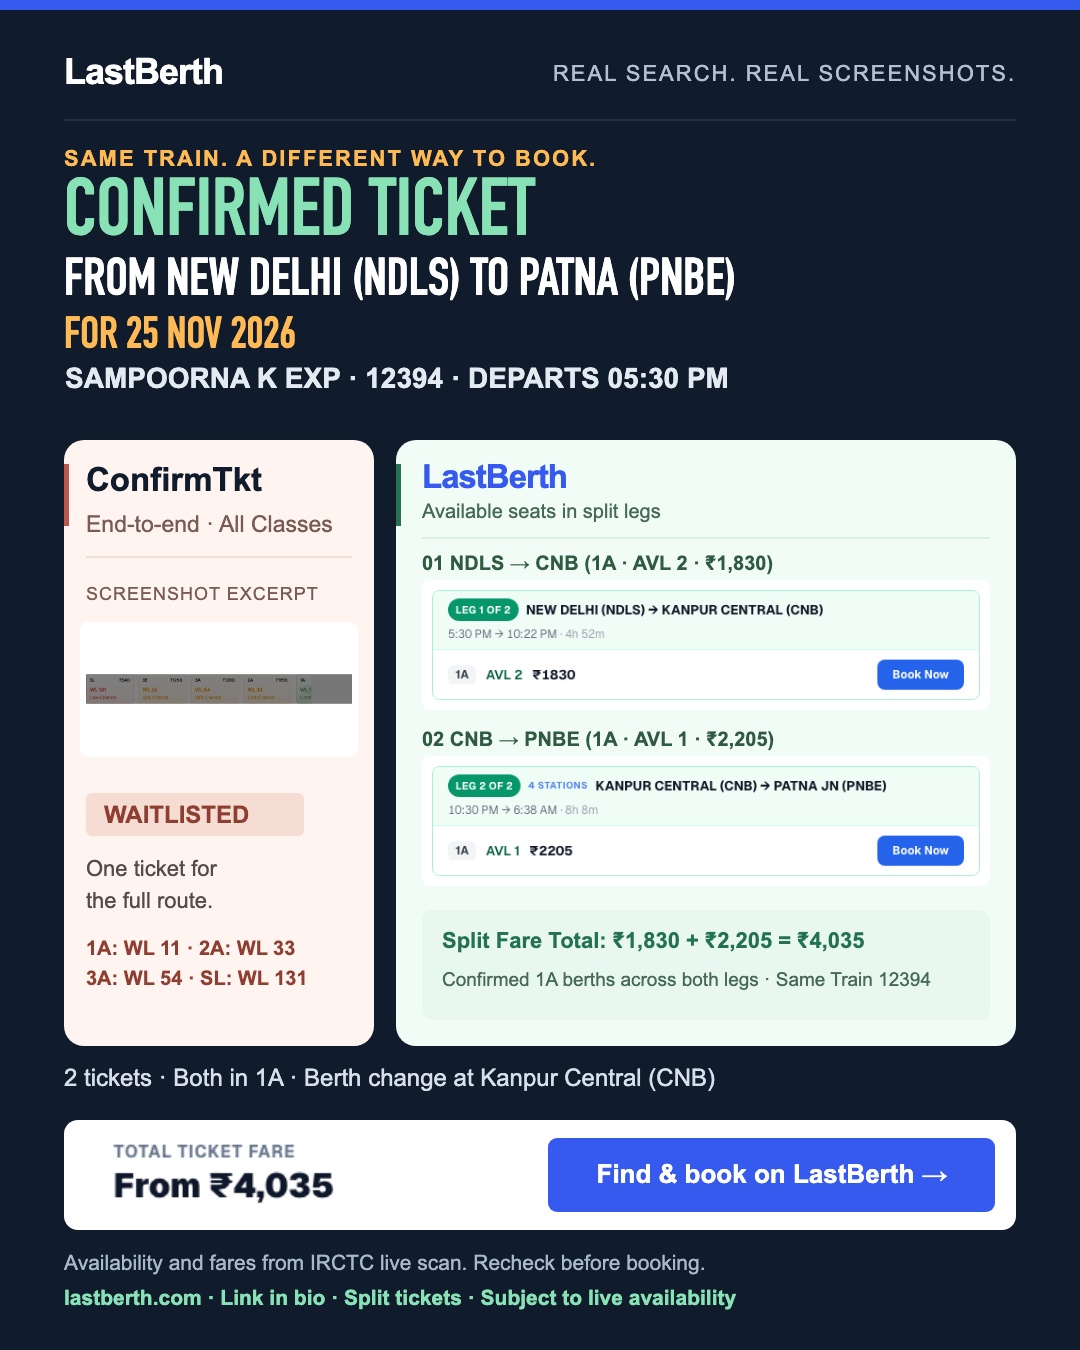 LastBerth
REAL SEARCH. REAL SCREENSHOTS.
SAME TRAIN. A DIFFERENT WAY TO BOOK.
CONFIRMED TICKET
FROM NEW DELHI (NDLS) TO PATNA (PNBE)
FOR 25 NOV 2026
SAMPOORNA K EXP · 12394 · DEPARTS 05:30 PM
ConfirmTkt
End-to-end · All Classes
SCREENSHOT EXCERPT
WAITLISTED
One ticket for
the full route.
1A: WL 11 · 2A: WL 33
3A: WL 54 · SL: WL 131
LastBerth
Available seats in split legs
01 NDLS → CNB (1A · AVL 2 · ₹1,830)
LEG 1 OF 2 NEW DELHI (NDLS) → KANPUR CENTRAL (CNB)
5:30 PM → 10:22 PM · 4h 52m
1A AVL 2 ₹1830 Book Now
02 CNB → PNBE (1A · AVL 1 · ₹2,205)
LEG 2 OF 2 4 STATIONS KANPUR CENTRAL (CNB) → PATNA JN (PNBE)
10:30 PM → 6:38 AM · 8h 8m
1A AVL 1 ₹2205 Book Now
Split Fare Total: ₹1,830 + ₹2,205 = ₹4,035
Confirmed 1A berths across both legs · Same Train 12394
2 tickets · Both in 1A · Berth change at Kanpur Central (CNB)
TOTAL TICKET FARE
From ₹4,035
Find & book on LastBerth →
Availability and fares from IRCTC live scan. Recheck before booking.
lastberth.com · Link in bio · Split tickets · Subject to live availability